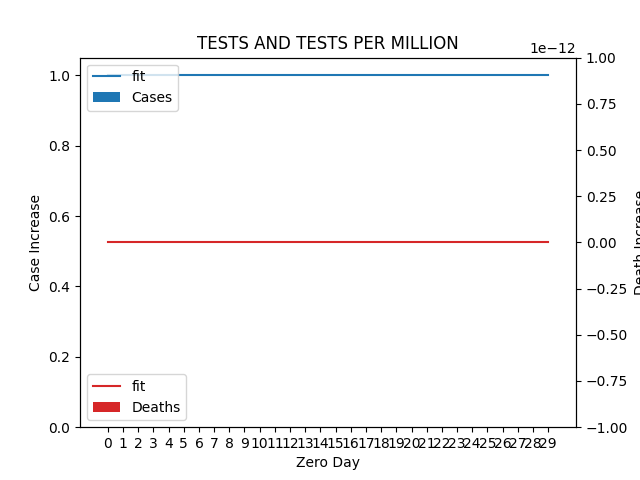 TESTS AND TESTS PER MILLION
1e−12
fit
Cases
fit
Deaths
Case Increase
1.0
0.8
0.6
0.4
0.2
0.0
Death Increase
1.00
0.75
0.50
0.25
0.00
−0.25
−0.50
−0.75
−1.00
0 1 2 3 4 5 6 7 8 9 10 11 12 13 14 15 16 17 18 19 20 21 22 23 24 25 26 27 28 29
Zero Day